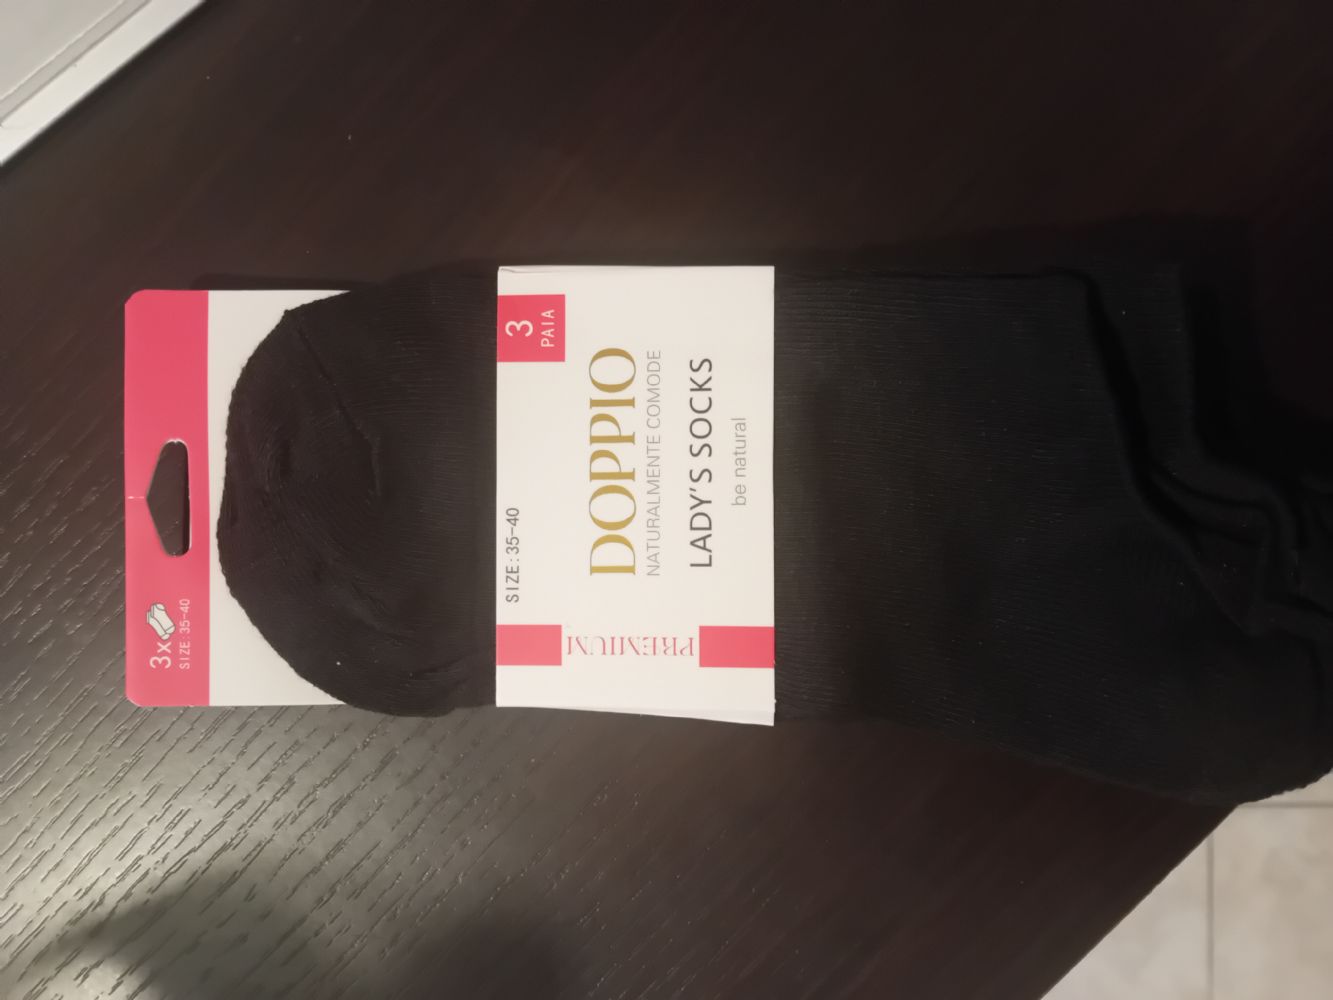 3x
SIZE: 35-40
3
PAIA
SIZE: 35-40
DOPPIO
NATURALMENTE COMODE
LADY'S SOCKS
be natural
PREMIUM